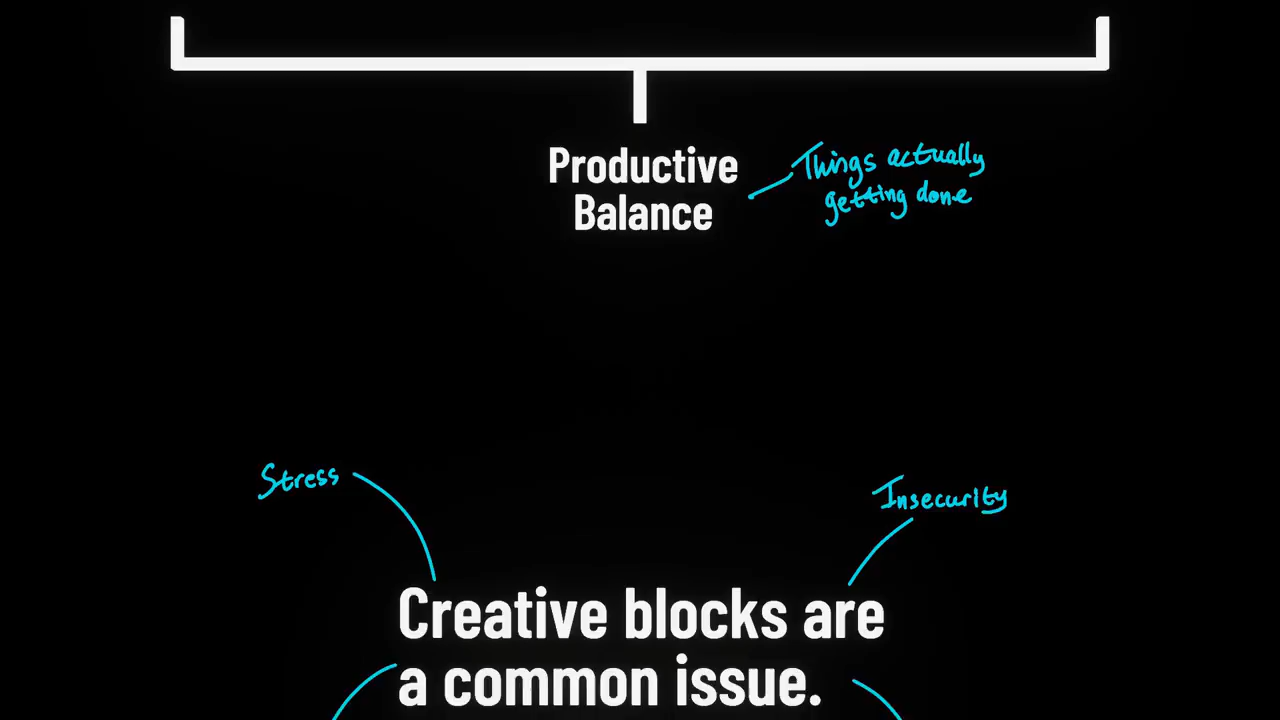 Productive
Balance
Things actually
getting done
Stress
Insecurity
Creative blocks are
a common issue.